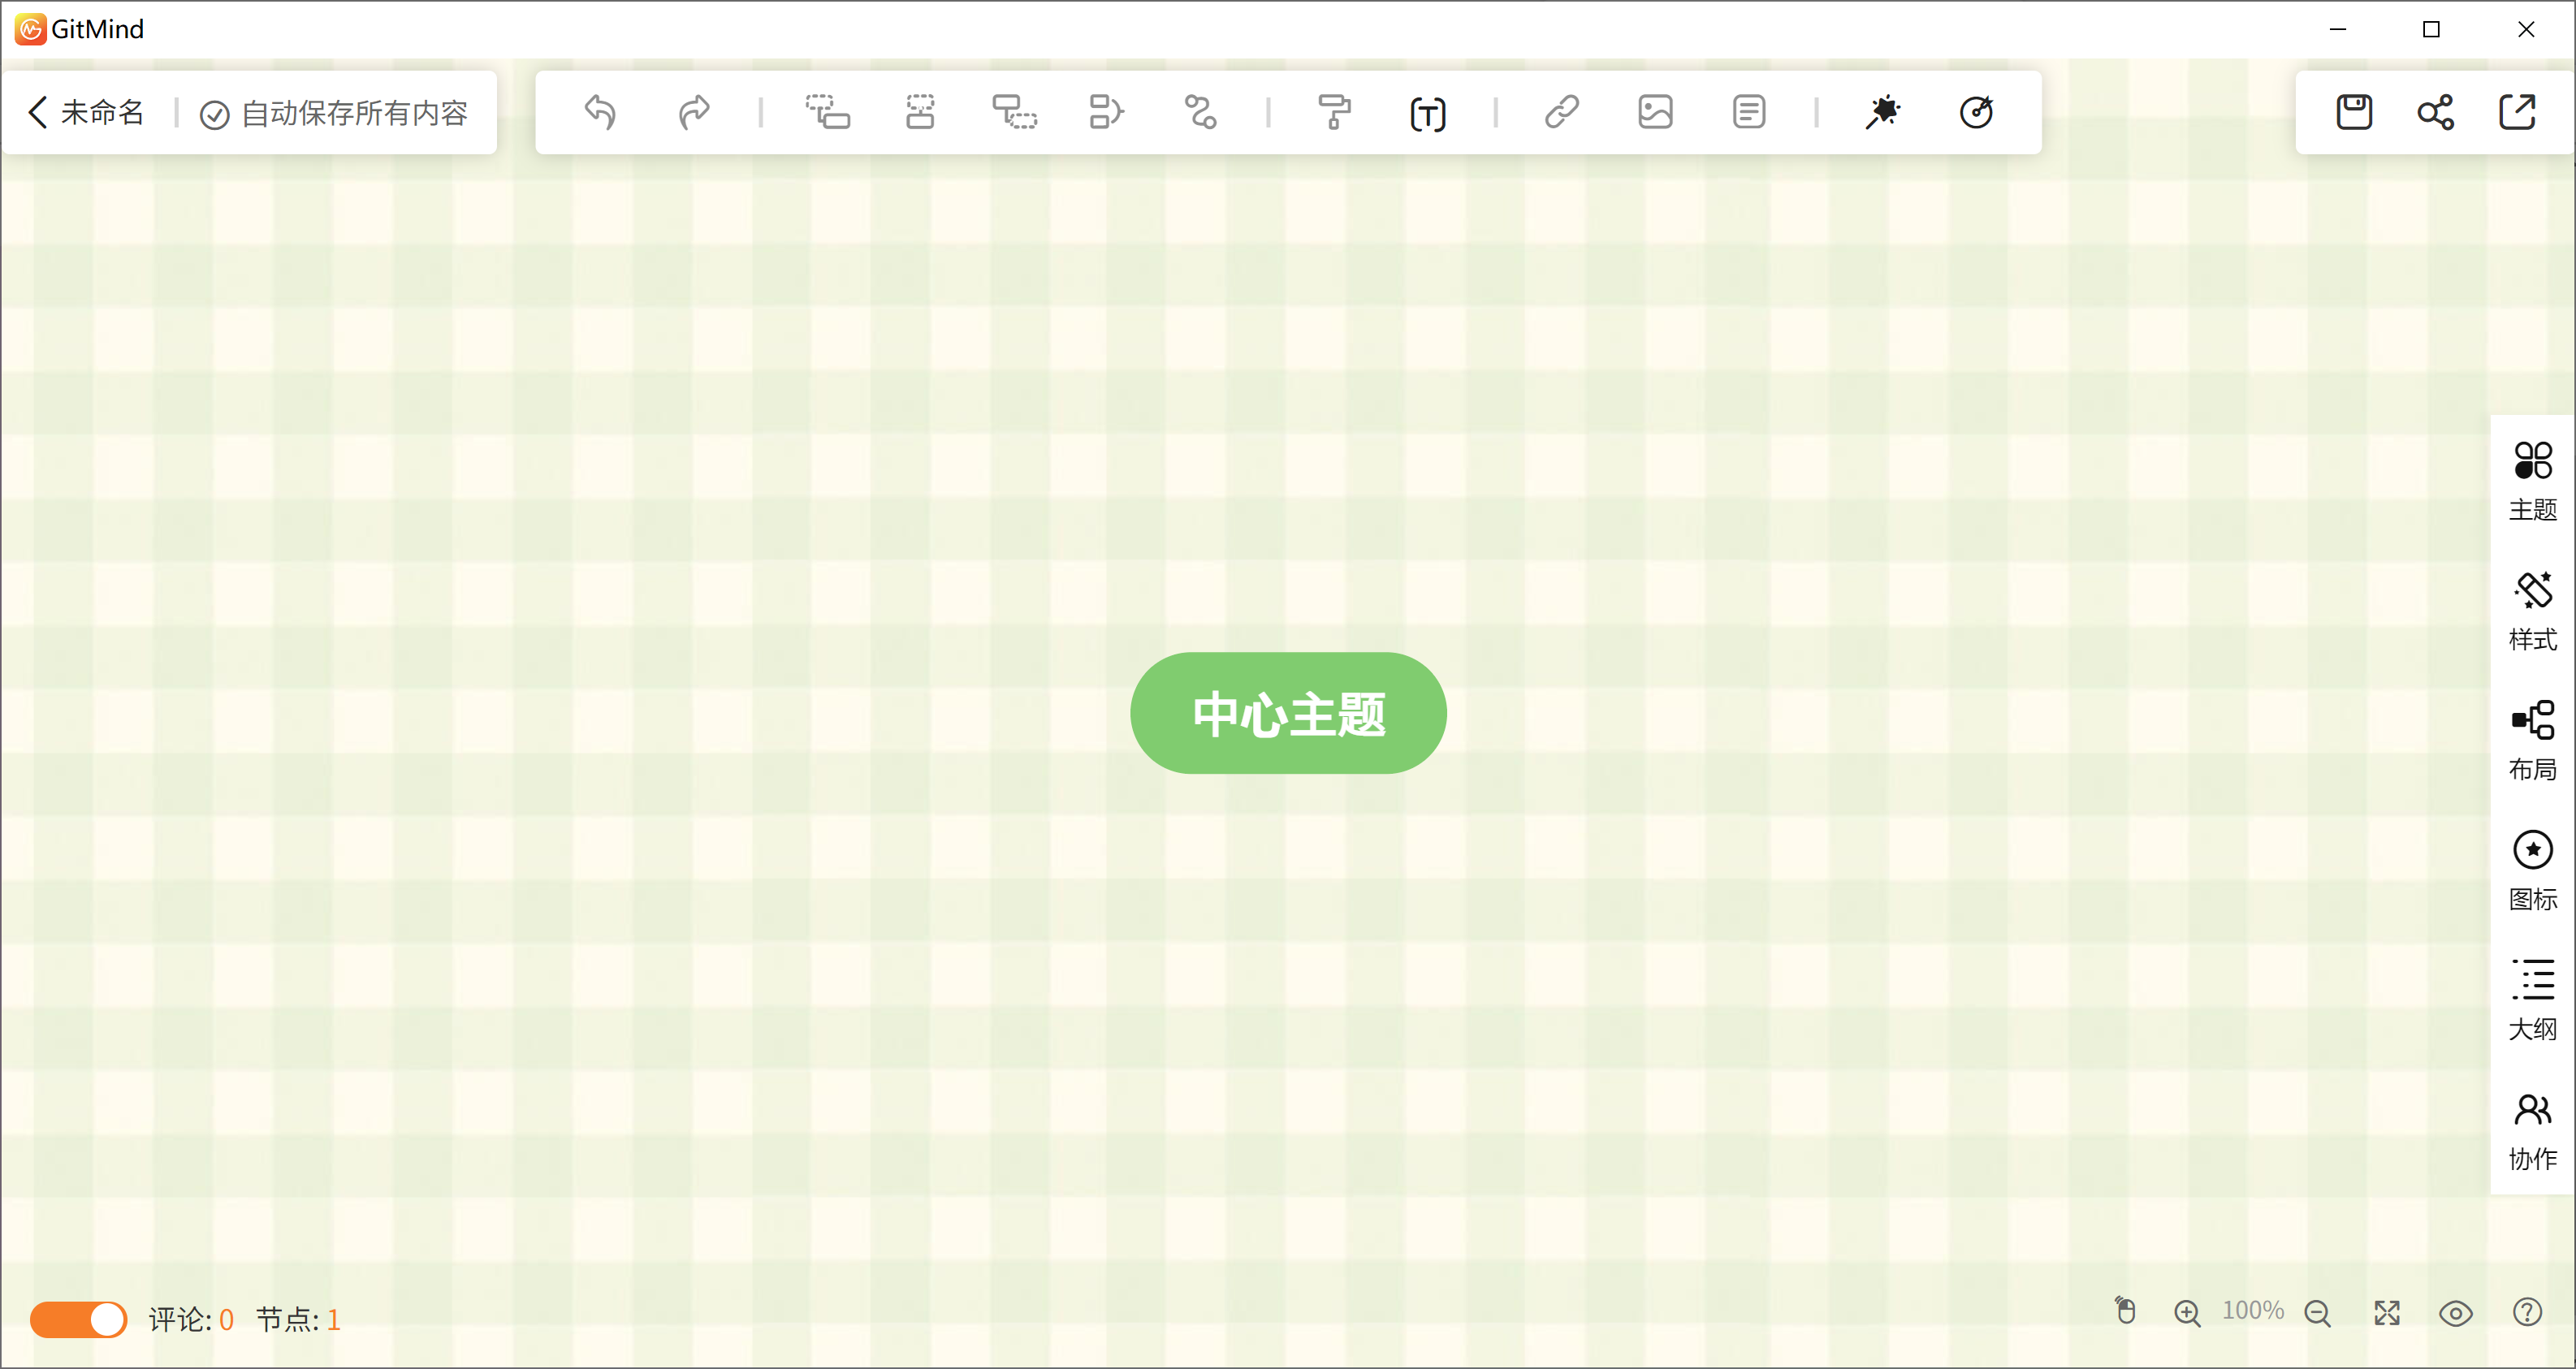 GitMind
未命名
自动保存所有内容
中心主题
主题
样式
布局
图标
大纲
协作
评论: 0 节点: 1
100%